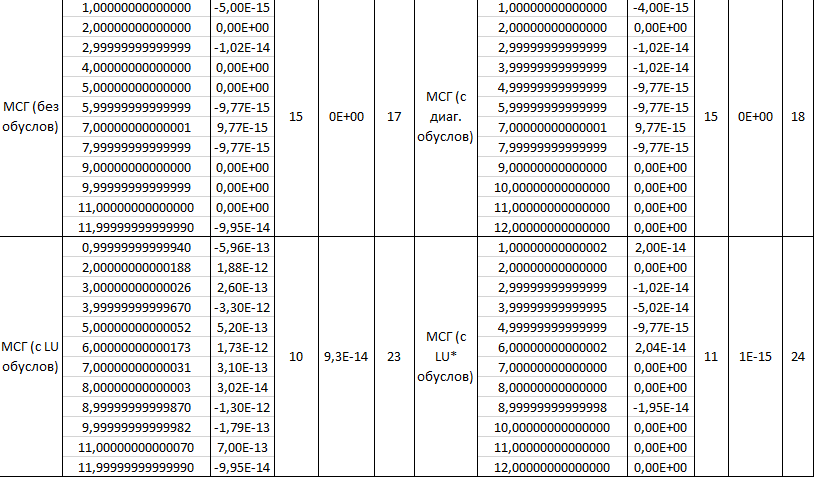 1,00000000000000 -5,00E-15 1,00000000000000 -4,00E-15
2,00000000000000 0,00E+00 2,00000000000000 0,00E+00
2,99999999999999 -1,02E-14 2,99999999999999 -1,02E-14
4,00000000000000 0,00E+00 3,99999999999999 -1,02E-14
5,00000000000000 0,00E+00 4,99999999999999 -9,77E-15
МСГ (без обуслов) 5,99999999999999 -9,77E-15 15 0E+00 17 МСГ (с диаг. обуслов) 5,99999999999999 -9,77E-15 15 0E+00 18
7,00000000000001 9,77E-15 7,00000000000001 9,77E-15
7,99999999999999 -9,77E-15 7,99999999999999 -9,77E-15
9,00000000000000 0,00E+00 9,00000000000000 0,00E+00
9,99999999999999 0,00E+00 10,00000000000000 0,00E+00
11,00000000000000 0,00E+00 11,00000000000000 0,00E+00
11,99999999999990 -9,95E-14 12,00000000000000 0,00E+00
0,99999999999940 -5,96E-13 1,00000000000002 2,00E-14
2,00000000000188 1,88E-12 2,00000000000000 0,00E+00
3,00000000000026 2,60E-13 2,99999999999999 -1,02E-14
3,99999999999670 -3,30E-12 3,99999999999995 -5,02E-14
5,00000000000052 5,20E-13 4,99999999999999 -9,77E-15
МСГ (с LU обуслов) 6,00000000000173 1,73E-12 10 9,3E-14 23 МСГ (с LU* обуслов) 6,00000000000002 2,04E-14 11 1E-15 24
7,00000000000031 3,10E-13 7,00000000000000 0,00E+00
8,00000000000003 3,02E-14 8,00000000000000 0,00E+00
8,99999999999870 -1,30E-12 8,99999999999998 -1,95E-14
9,99999999999982 -1,79E-13 10,00000000000000 0,00E+00
11,00000000000070 7,00E-13 11,00000000000000 0,00E+00
11,99999999999990 -9,95E-14 12,00000000000000 0,00E+00